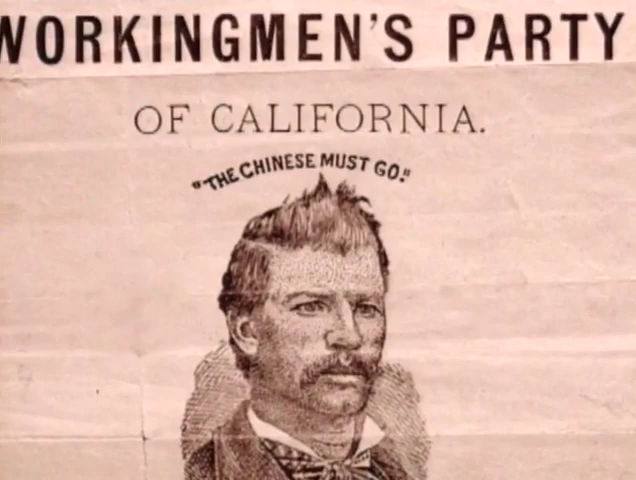 WORKINGMEN'S PARTY
OF CALIFORNIA.
"THE CHINESE MUST GO."